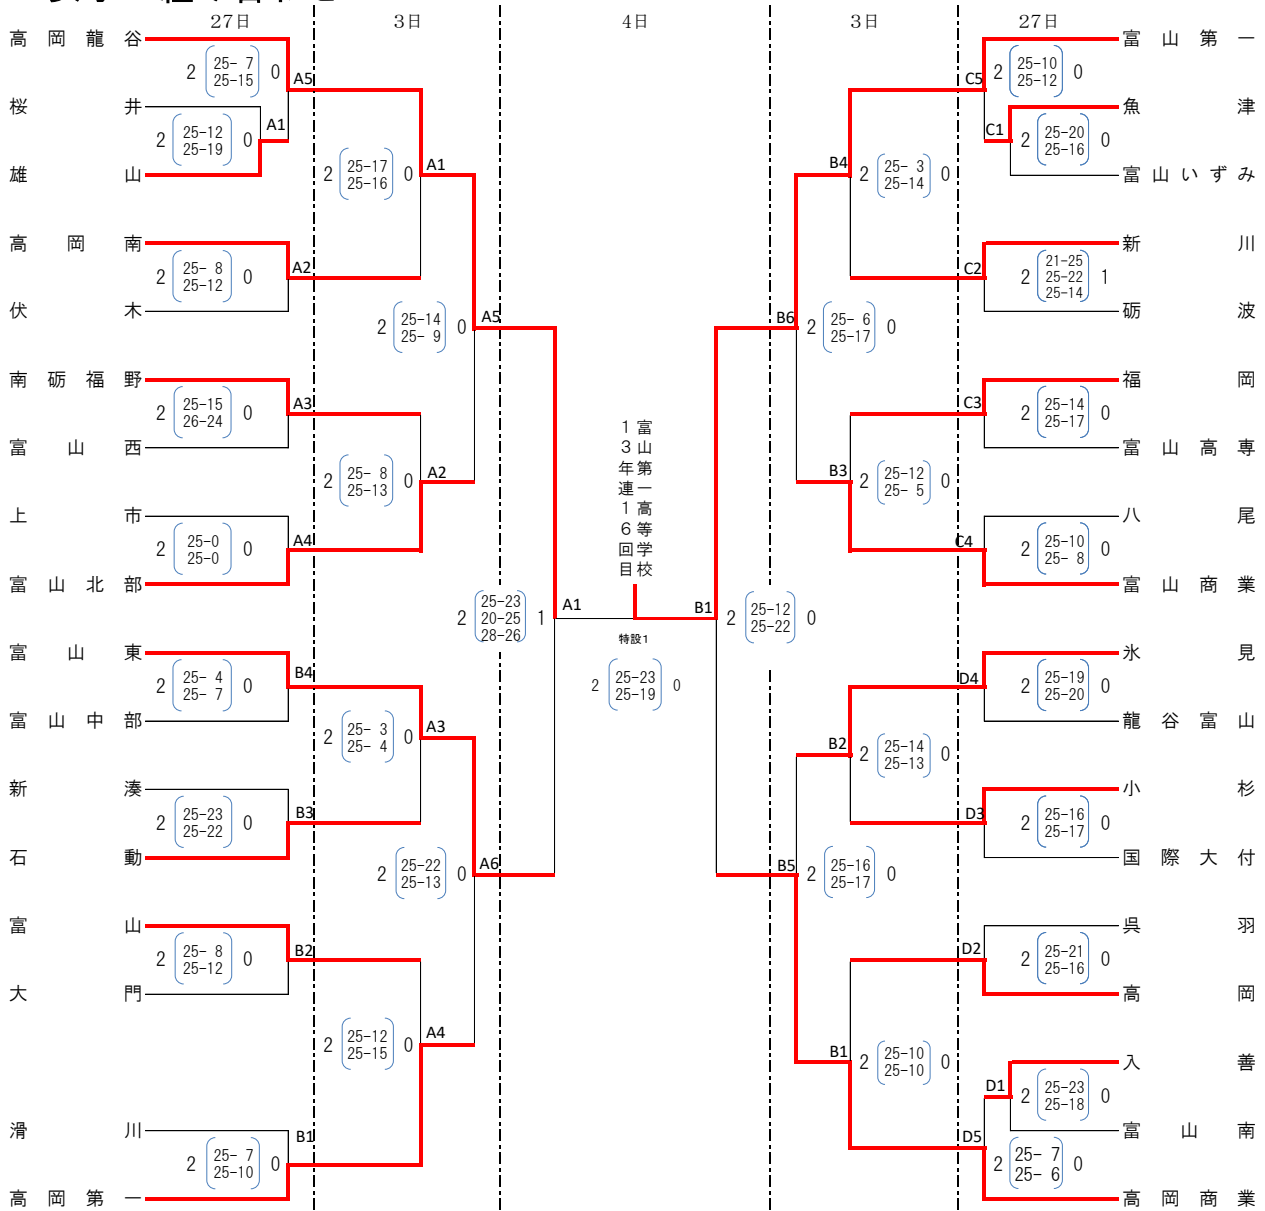 27日 3日 4日 3日 27日
高岡龍谷
2 25- 7 0
25-15
A5
桜井
2 25-12 0
25-19
A1
雄山
2 25-17 0
25-16
A1
高岡南
2 25- 8 0
25-12
A2
伏木
2 25-14 0
25- 9
A5
南砺福野
2 25-15 0
26-24
A3
富山西
2 25- 8 0
25-13
A2
上市
2 25-0 0
25-0
A4
富山北部
2 25-23 1
20-25
28-26
A1
富山東
2 25- 4 0
25- 7
B4
富山中部
2 25- 3 0
25- 4
A3
新湊
2 25-23 0
25-22
B3
石動
2 25-22 0
25-13
A6
富山
2 25- 8 0
25-12
B2
大門
2 25-12 0
25-15
A4
滑川
2 25- 7 0
25-10
B1
高岡第一
富山第一高等学校
13年連16回目
特設1
2 25-23 0
25-19
富山第一
C5
2 25-10 0
25-12
魚津
C1
2 25-20 0
25-16
富山いずみ
B4
2 25- 3 0
25-14
新川
C2
2 21-25 1
25-22
25-14
砺波
B6
2 25- 6 0
25-17
福岡
C3
2 25-14 0
25-17
富山高専
B3
2 25-12 0
25- 5
八尾
C4
2 25-10 0
25- 8
富山商業
B1
2 25-12 0
25-22
氷見
D4
2 25-19 0
25-20
龍谷富山
B2
2 25-14 0
25-13
小杉
D3
2 25-16 0
25-17
国際大付
B5
2 25-16 0
25-17
呉羽
D2
2 25-21 0
25-16
高岡
B1
2 25-10 0
25-10
入善
D1
2 25-23 0
25-18
富山南
D5
2 25- 7 0
25- 6
高岡商業